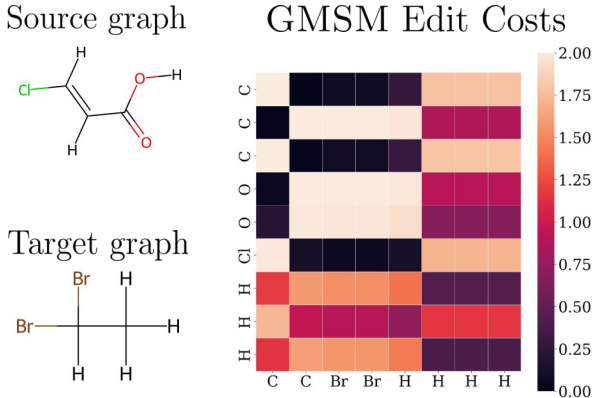 Source graph
H
Cl
O
H
H
O
Target graph
Br
H
Br
H
H
H
GMSM Edit Costs
C
C
C
O
O
Cl
H
H
H
C C Br Br H H H H
2.00
1.75
1.50
1.25
1.00
0.75
0.50
0.25
0.00